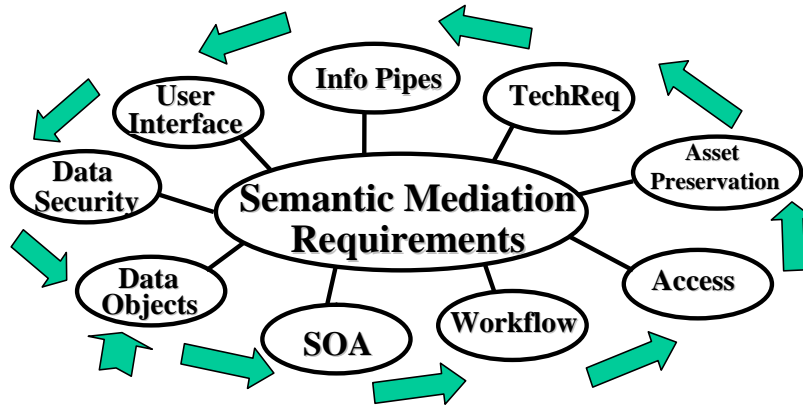 Info Pipes
TechReq
User
Interface
Asset
Preservation
Data
Security
Semantic Mediation
Requirements
Data
Objects
Access
SOA
Workflow